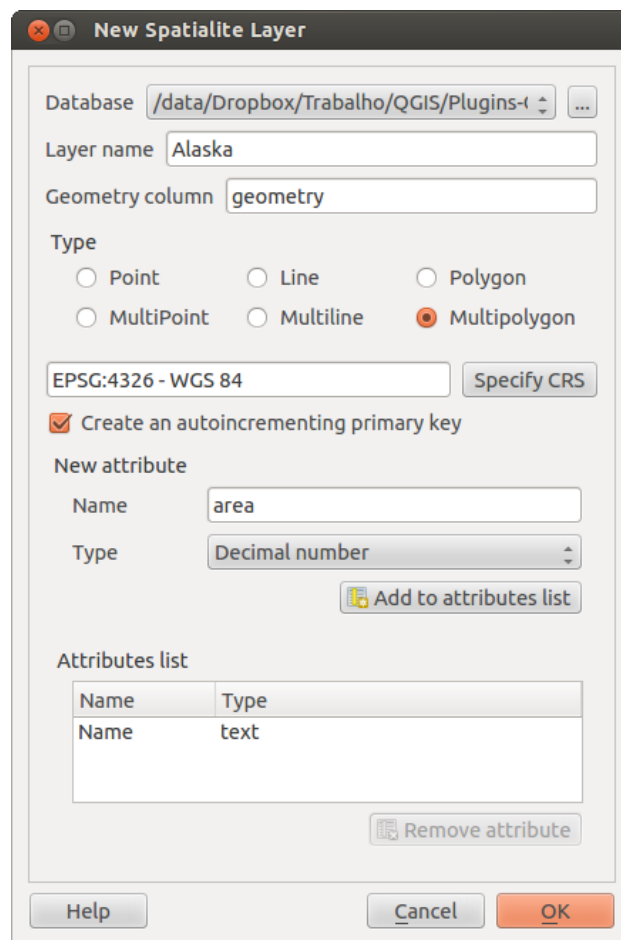 New Spatialite Layer
Database /data/Dropbox/Trabalho/QGIS/Plugins-( ...
Layer name Alaska
Geometry column geometry
Type
Point Line Polygon
MultiPoint Multiline Multipolygon
EPSG:4326 - WGS 84 Specify CRS
Create an autoincrementing primary key
New attribute
Name area
Type Decimal number
Add to attributes list
Attributes list
Name Type
Name text
Remove attribute
Help Cancel OK